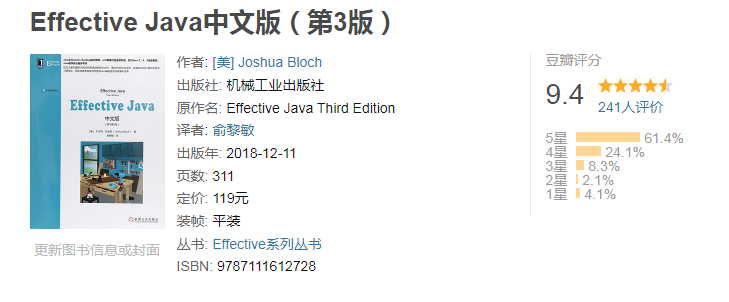 Effective Java中文版（第3版）
作者: [美] Joshua Bloch
出版社: 机械工业出版社
原作名: Effective Java Third Edition
译者: 俞黎敏
出版年: 2018-12-11
页数: 311
定价: 119元
装帧: 平装
丛书: Effective系列丛书
ISBN: 9787111612728
Effective Java
Effective Java
中文版
更新图书信息或封面
豆瓣评分
9.4
241人评价
5星 61.4%
4星 24.1%
3星 8.3%
2星 2.1%
1星 4.1%